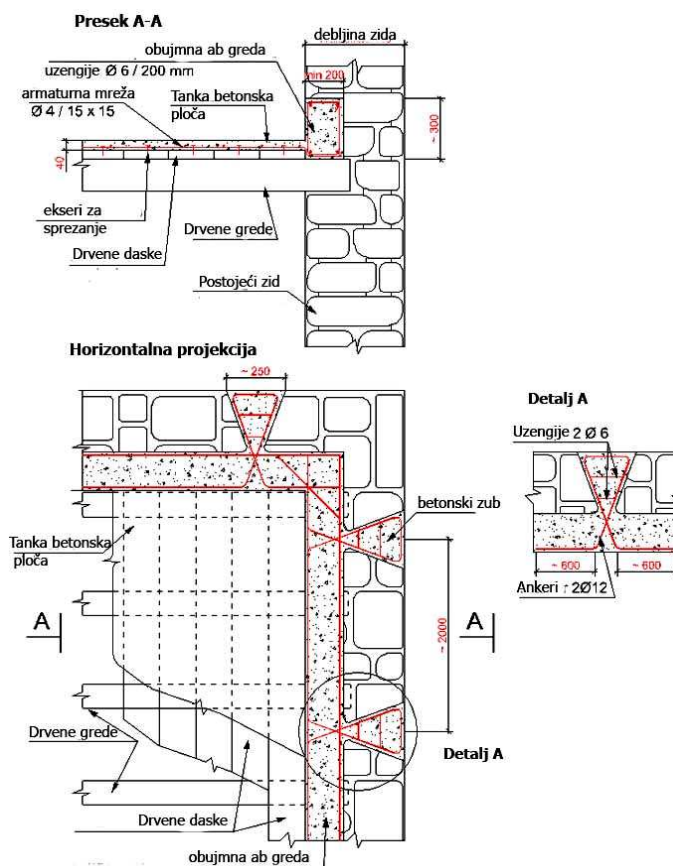 Presek A-A
debljina zida
obujmna ab greda
uzengije Ø 6 / 200 mm
min 200
armaturna mreža
Ø 4 / 15 x 15
Tanka betonska
ploča
~ 300
40
ekseri za
sprezanje
Drvene grede
Drvene daske
Postojeći zid
Horizontalna projekcija
~ 250
Detalj A
Uzengije 2 Ø 6
betonski zub
Tanka betonska
ploča
~ 600
~ 600
Ankeri : 2Ø12
A
A
~ 2000
Drvene grede
Detalj A
Drvene daske
obujmna ab greda